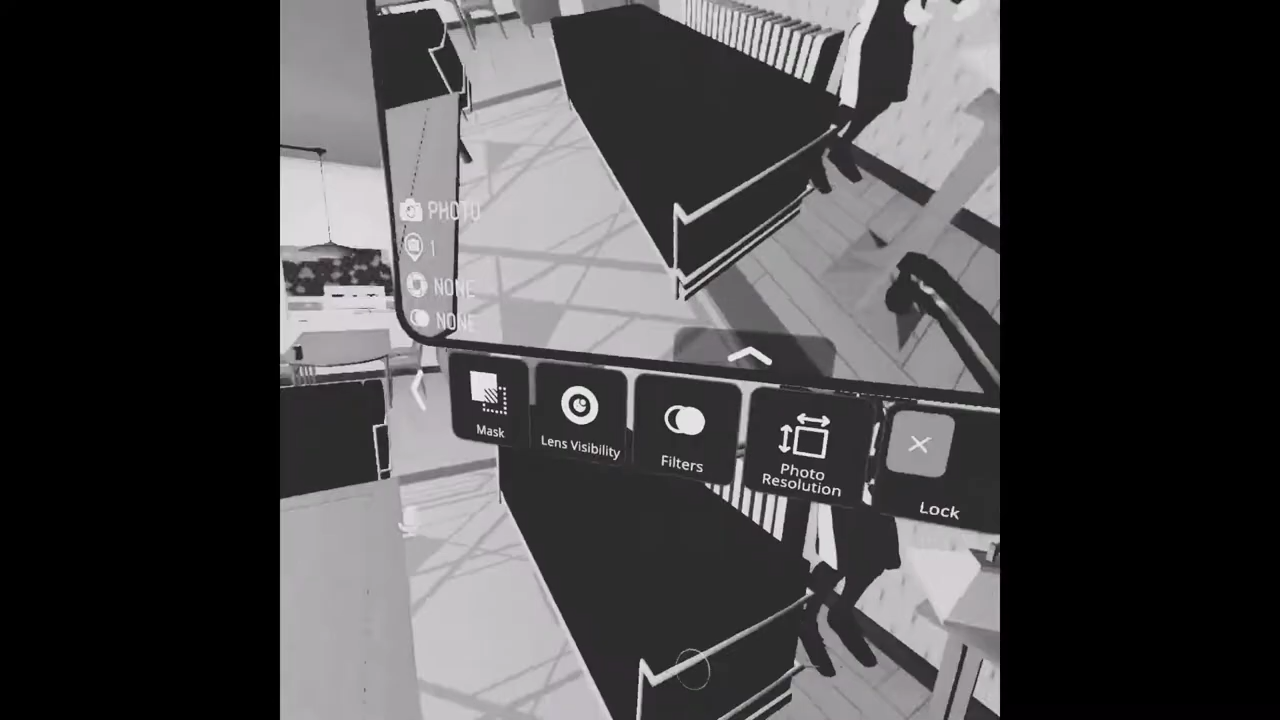 PHOTO
1
NONE
NONE
Mask
Lens Visibility
Filters
Photo
Resolution
Lock